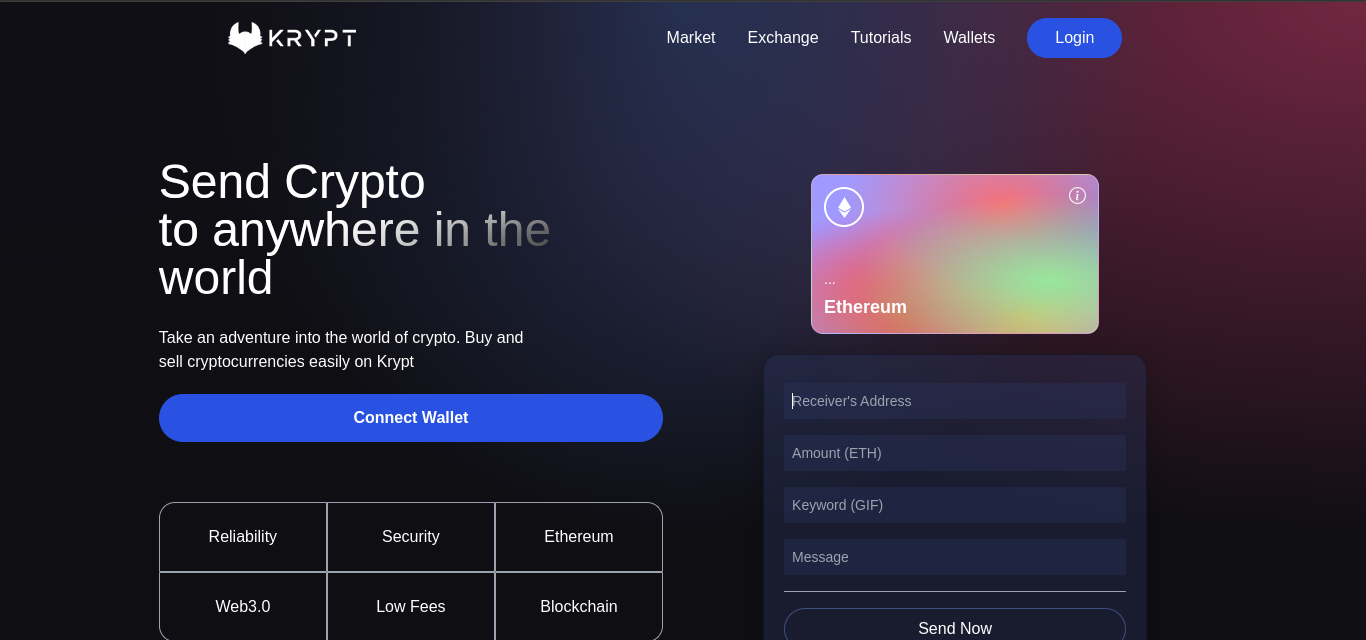 KRYPT
Market
Exchange
Tutorials
Wallets
Login
Send Crypto
to anywhere in the
world
Take an adventure into the world of crypto. Buy and
sell cryptocurrencies easily on Krypt
Connect Wallet
Reliability
Security
Ethereum
Web3.0
Low Fees
Blockchain
i
...
Ethereum
Receiver's Address
Amount (ETH)
Keyword (GIF)
Message
Send Now